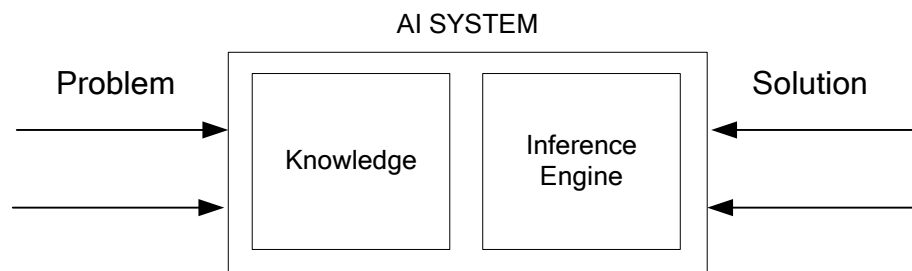 AI SYSTEM
Problem
Solution
Knowledge
Inference
Engine